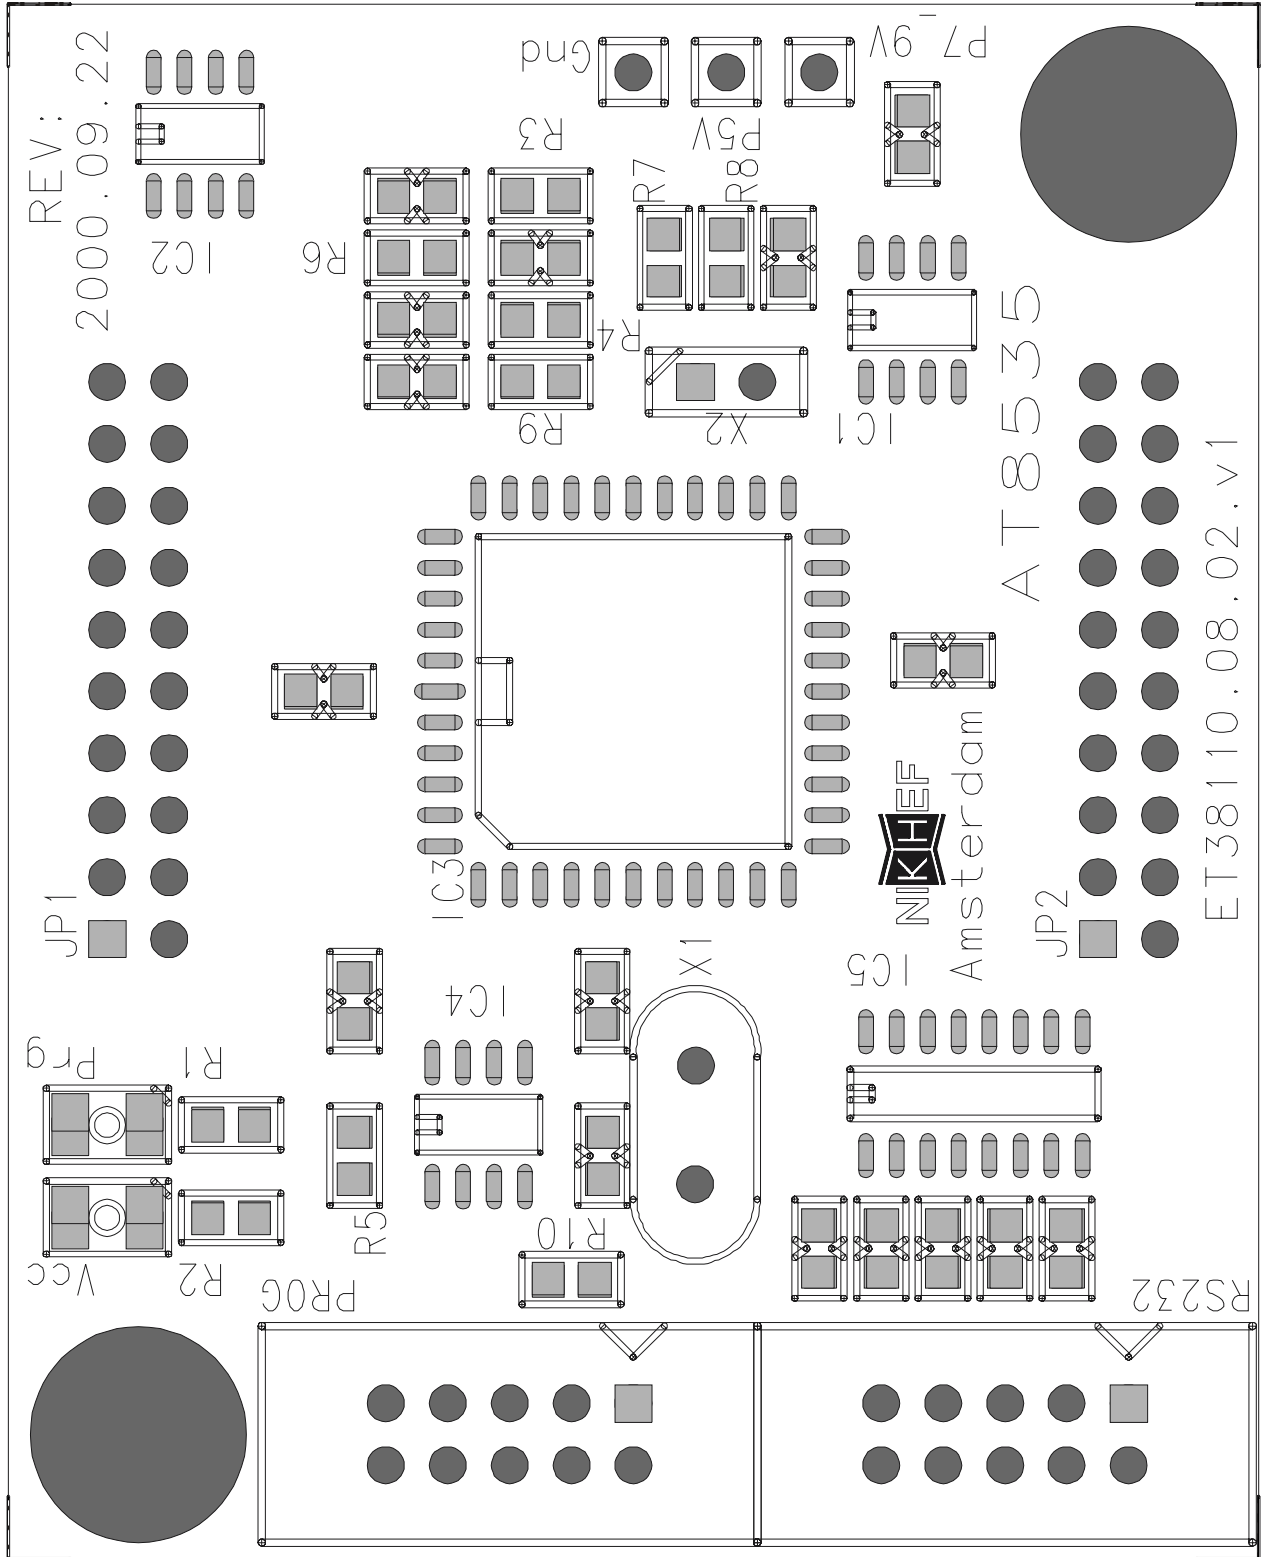 REV:
2000.09.22
Gnd
P5V
P7_9V
IC2
R3
R6
R7
R8
R4
R9
X2
IC1
AT85535
ET38110.08.02.v1
NIKHEF
Amsterdam
IC3
JP1
JP2
X1
IC4
IC5
Prg
R1
Vcc
R2
R5
R10
PROG
RS232